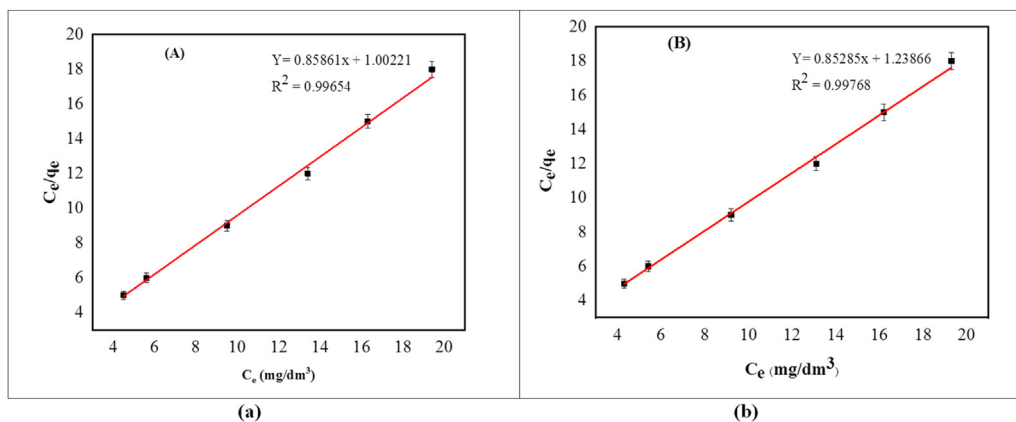 (A)
Y= 0.85861x + 1.00221
R² = 0.99654
20
18
16
14
12
10
8
6
4
Ce/qe
4 6 8 10 12 14 16 18 20
Ce (mg/dm³)
(a)
(B)
Y= 0.85285x + 1.23866
R² = 0.99768
20
18
16
14
12
10
8
6
4
Ce/qe
4 6 8 10 12 14 16 18 20
Ce (mg/dm³)
(b)